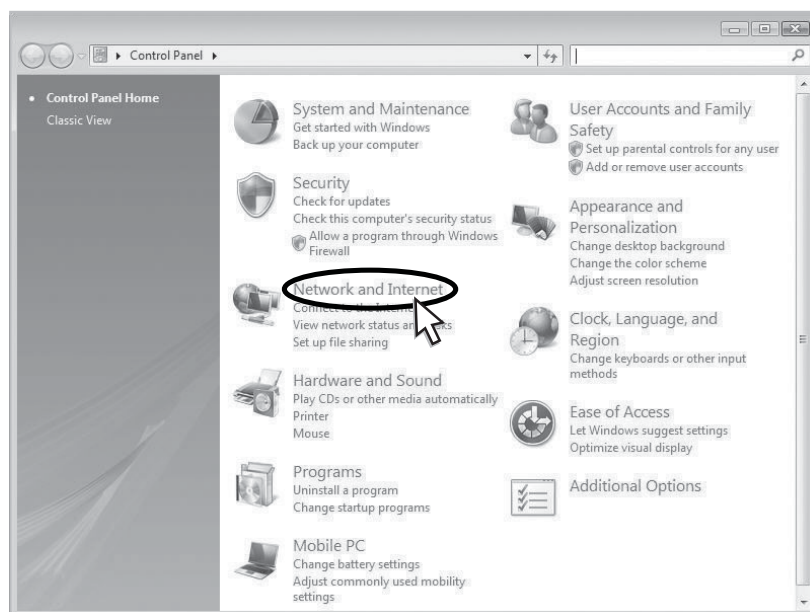 Control Panel
Control Panel Home
Classic View
System and Maintenance
Get started with Windows
Back up your computer
Security
Check for updates
Check this computer's security status
Allow a program through Windows
Firewall
Network and Internet
Connect to the Internet
View network status and tasks
Set up file sharing
Hardware and Sound
Play CDs or other media automatically
Printer
Mouse
Programs
Uninstall a program
Change startup programs
Mobile PC
Change battery settings
Adjust commonly used mobility
settings
User Accounts and Family
Safety
Set up parental controls for any user
Add or remove user accounts
Appearance and
Personalization
Change desktop background
Change the color scheme
Adjust screen resolution
Clock, Language, and
Region
Change keyboards or other input
methods
Ease of Access
Let Windows suggest settings
Optimize visual display
Additional Options